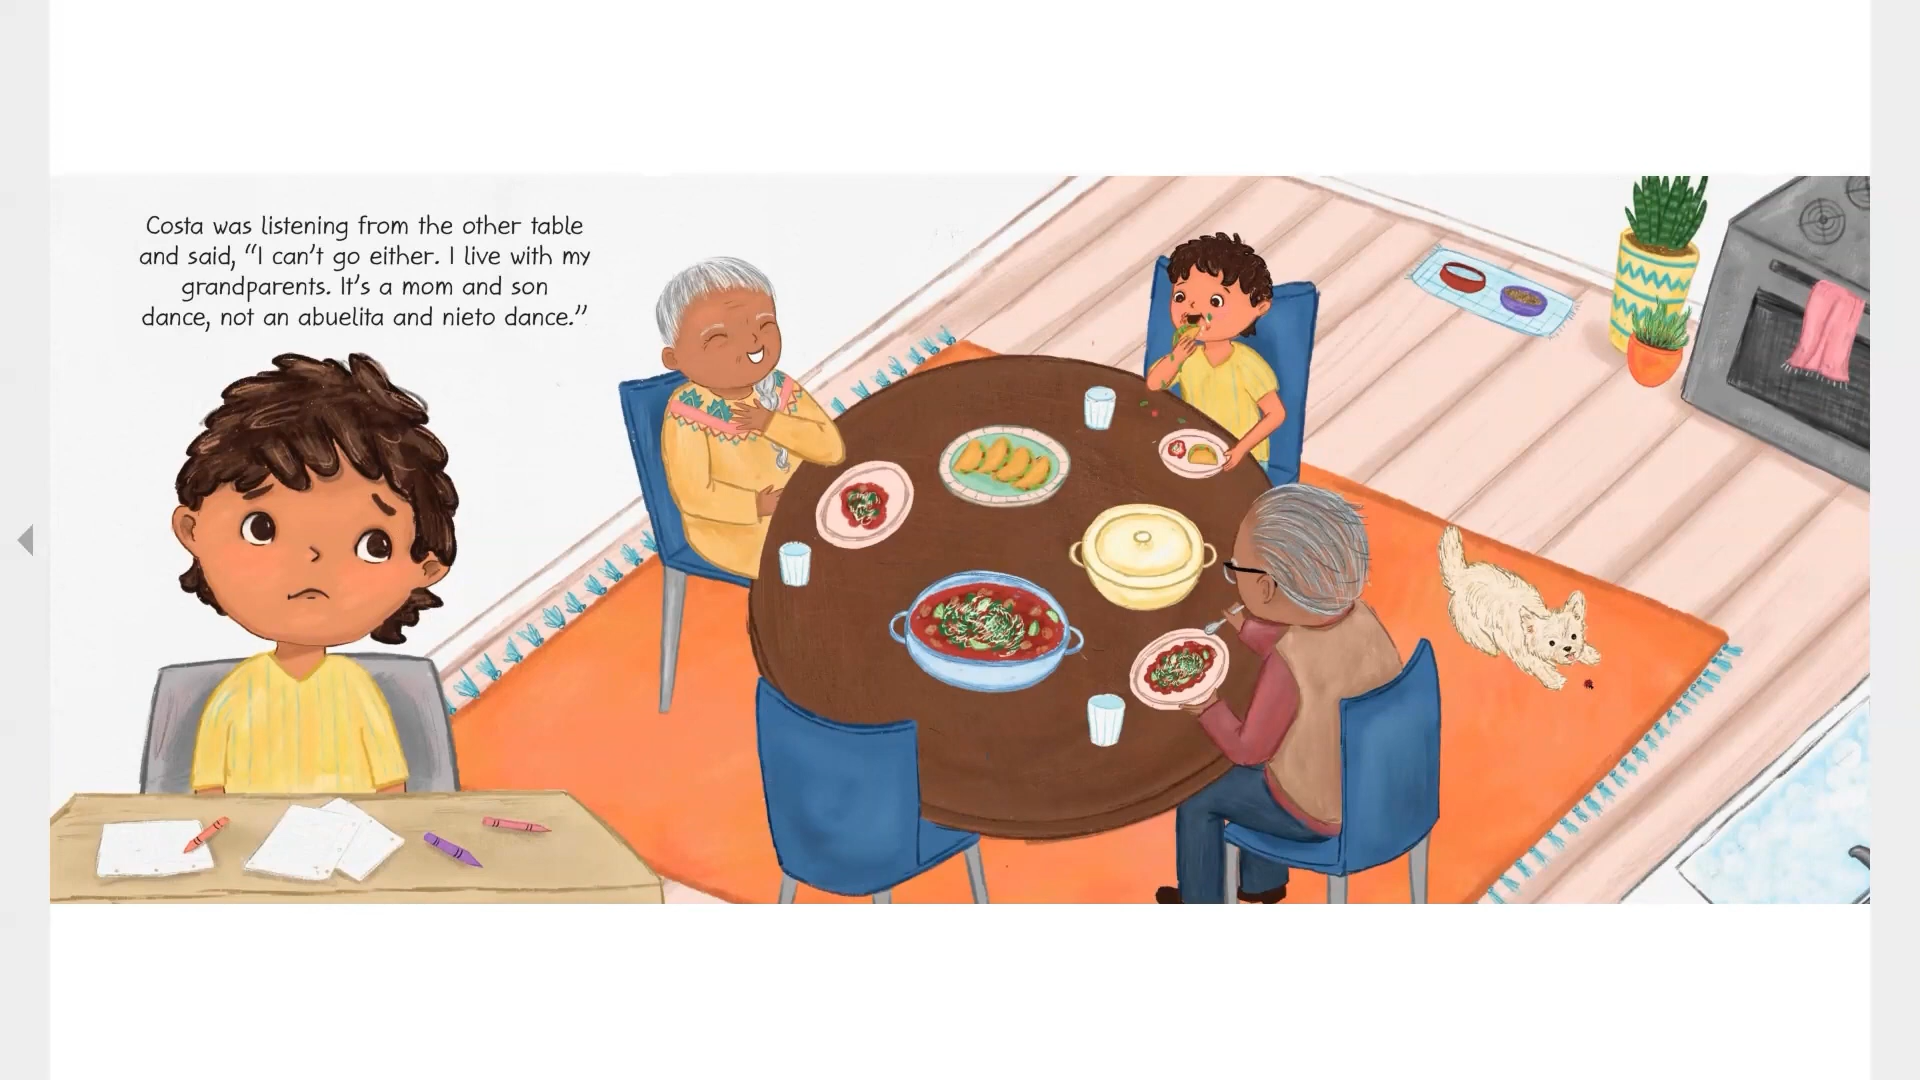 Costa was listening from the other table
and said, “I can’t go either. I live with my
grandparents. It’s a mom and son
dance, not an abuelita and nieto dance.”